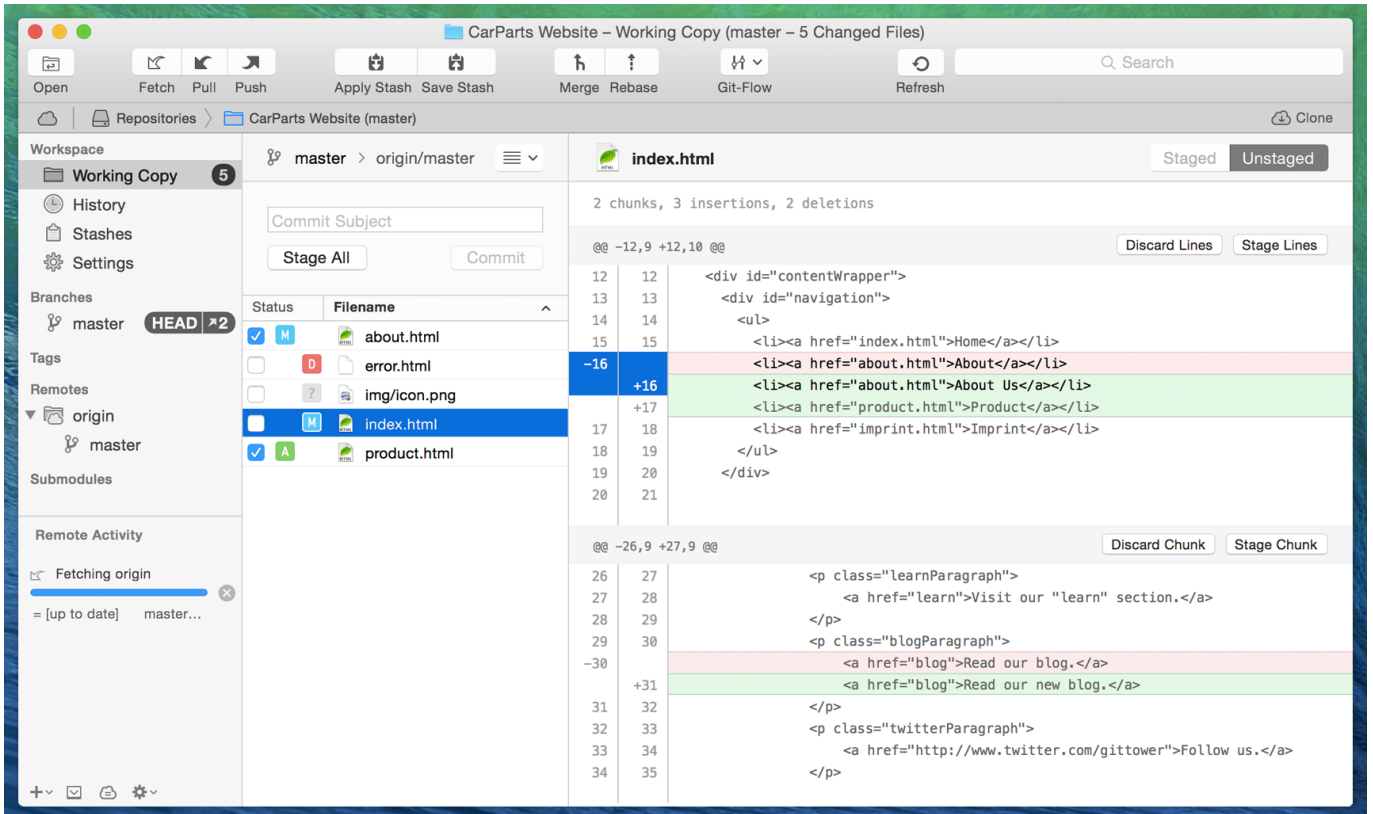 CarParts Website – Working Copy (master – 5 Changed Files)
Open Fetch Pull Push Apply Stash Save Stash Merge Rebase Git-Flow Refresh Search
Repositories CarParts Website (master) Clone
Workspace
Working Copy 5
History
Stashes
Settings
Branches
master HEAD 2
Tags
Remotes
origin
master
Submodules
Remote Activity
Fetching origin
= [up to date] master...
master > origin/master
Commit Subject
Stage All Commit
Status Filename
M about.html
D error.html
? img/icon.png
M index.html
A product.html
index.html Staged Unstaged
2 chunks, 3 insertions, 2 deletions
@@ -12,9 +12,10 @@ Discard Lines Stage Lines
12 12 <div id="contentWrapper">
13 13 <div id="navigation">
14 14 <ul>
15 15 <li><a href="index.html">Home</a></li>
-16 <li><a href="about.html">About</a></li>
+16 <li><a href="about.html">About Us</a></li>
+17 <li><a href="product.html">Product</a></li>
17 18 <li><a href="imprint.html">Imprint</a></li>
18 19 </ul>
19 20 </div>
20 21
@@ -26,9 +27,9 @@ Discard Chunk Stage Chunk
26 27 <p class="learnParagraph">
27 28 <a href="learn">Visit our "learn" section.</a>
28 29 </p>
29 30 <p class="blogParagraph">
-30 <a href="blog">Read our blog.</a>
+31 <a href="blog">Read our new blog.</a>
31 32 </p>
32 33 <p class="twitterParagraph">
33 34 <a href="http://www.twitter.com/gittower">Follow us.</a>
34 35 </p>